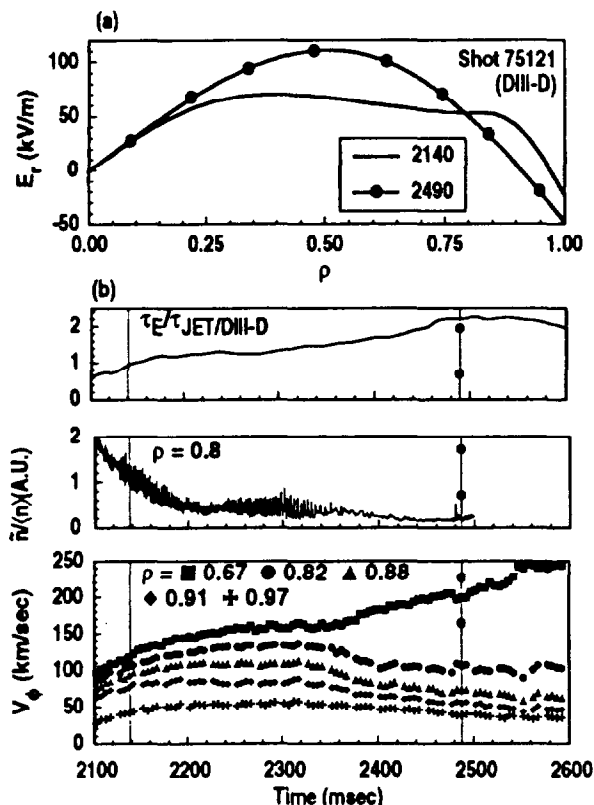 (a)
Shot 75121
(DIII-D)
2140
2490
E_r (kV/m)
100
50
0
-50
0.00 0.25 0.50 0.75 1.00
ρ
(b)
τ_E/τ_JET/DIII-D
2
1
0
ñ/⟨n⟩(A.U.)
ρ = 0.8
2
1
0
V_ϕ (km/sec)
ρ = ■ 0.67 ● 0.82 ▲ 0.88
◆ 0.91 + 0.97
250
200
150
100
50
0
2100 2200 2300 2400 2500 2600
Time (msec)